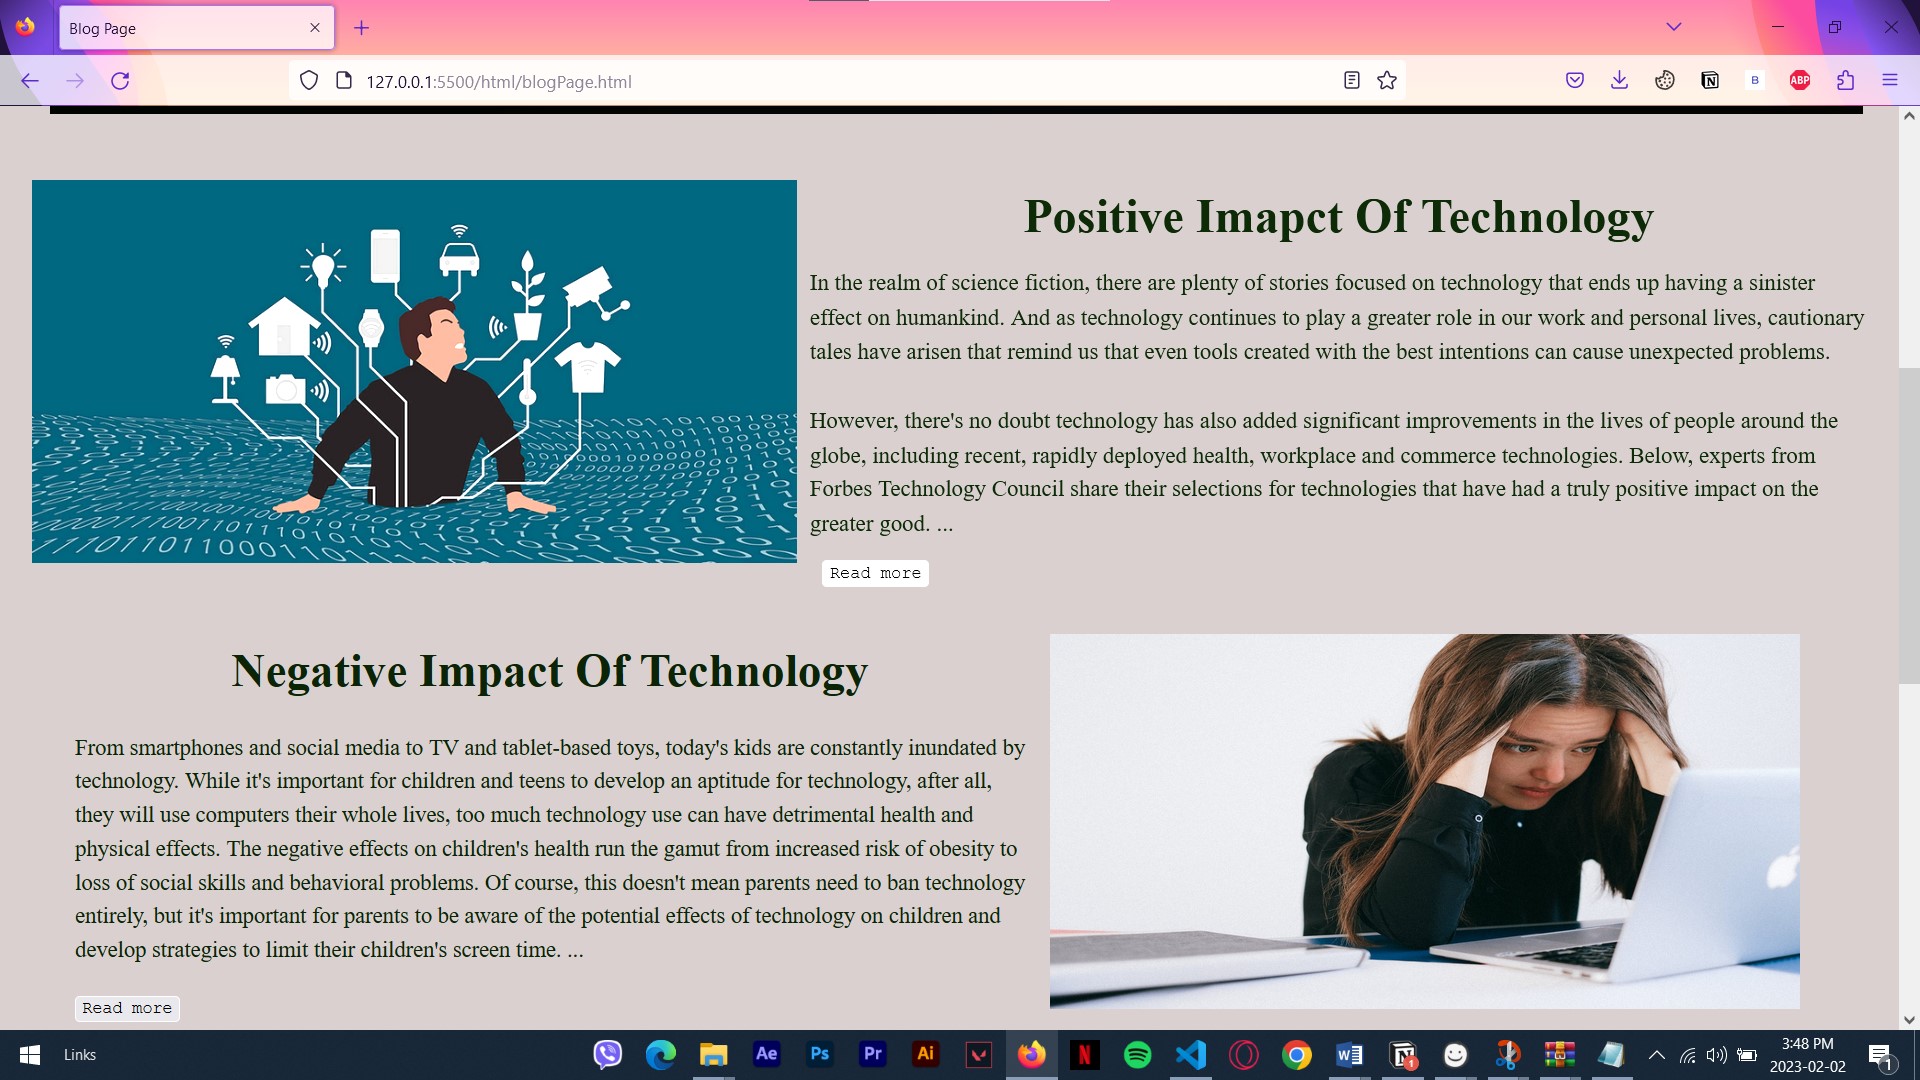 Blog Page
127.0.0.1:5500/html/blogPage.html
B
ABP
Positive Imapct Of Technology
In the realm of science fiction, there are plenty of stories focused on technology that ends up having a sinister
effect on humankind. And as technology continues to play a greater role in our work and personal lives, cautionary
tales have arisen that remind us that even tools created with the best intentions can cause unexpected problems.
However, there's no doubt technology has also added significant improvements in the lives of people around the
globe, including recent, rapidly deployed health, workplace and commerce technologies. Below, experts from
Forbes Technology Council share their selections for technologies that have had a truly positive impact on the
greater good. ...
Read more
Negative Impact Of Technology
From smartphones and social media to TV and tablet-based toys, today's kids are constantly inundated by
technology. While it's important for children and teens to develop an aptitude for technology, after all,
they will use computers their whole lives, too much technology use can have detrimental health and
physical effects. The negative effects on children's health run the gamut from increased risk of obesity to
loss of social skills and behavioral problems. Of course, this doesn't mean parents need to ban technology
entirely, but it's important for parents to be aware of the potential effects of technology on children and
develop strategies to limit their children's screen time. ...
Read more
Links
Ae
Ps
Pr
Ai
N
W
N
1
3:48 PM
2023-02-02
1